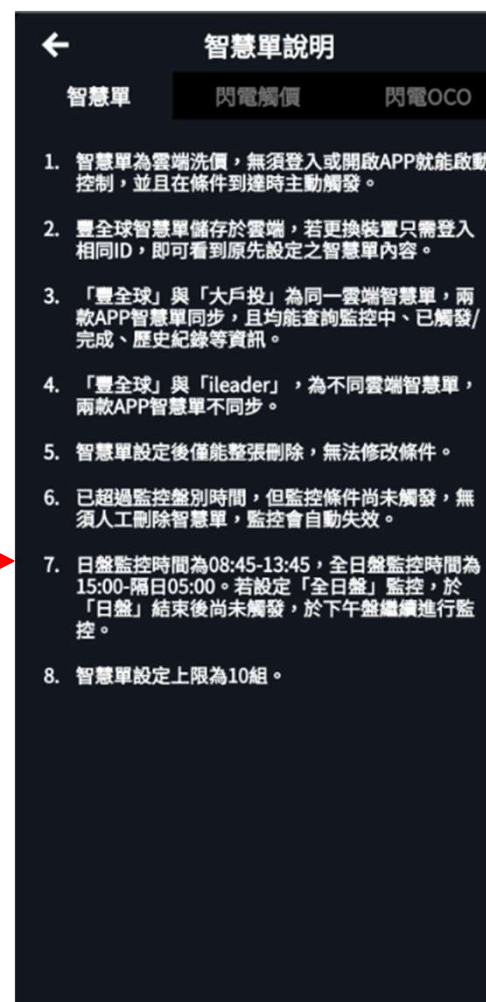 智慧單說明
智慧單 閃電觸價 閃電OCO
1. 智慧單為雲端洗價，無須登入或開啟APP就能啟動
控制，並且在條件到達時主動觸發。
2. 豐全球智慧單儲存於雲端，若更換裝置只需登入
相同ID，即可看到原先設定之智慧單內容。
3. 「豐全球」與「大戶投」為同一雲端智慧單，兩
款APP智慧單同步，且均能查詢監控中、已觸發/
完成、歷史紀錄等資訊。
4. 「豐全球」與「ileader」，為不同雲端智慧單，
兩款APP智慧單不同步。
5. 智慧單設定後僅能整張刪除，無法修改條件。
6. 已超過監控盤別時間，但監控條件尚未觸發，無
須人工刪除智慧單，監控會自動失效。
7. 日盤監控時間為08:45-13:45，全日盤監控時間為
15:00-隔日05:00。若設定「全日盤」監控，於
「日盤」結束後尚未觸發，於下午盤繼續進行監
控。
8. 智慧單設定上限為10組。